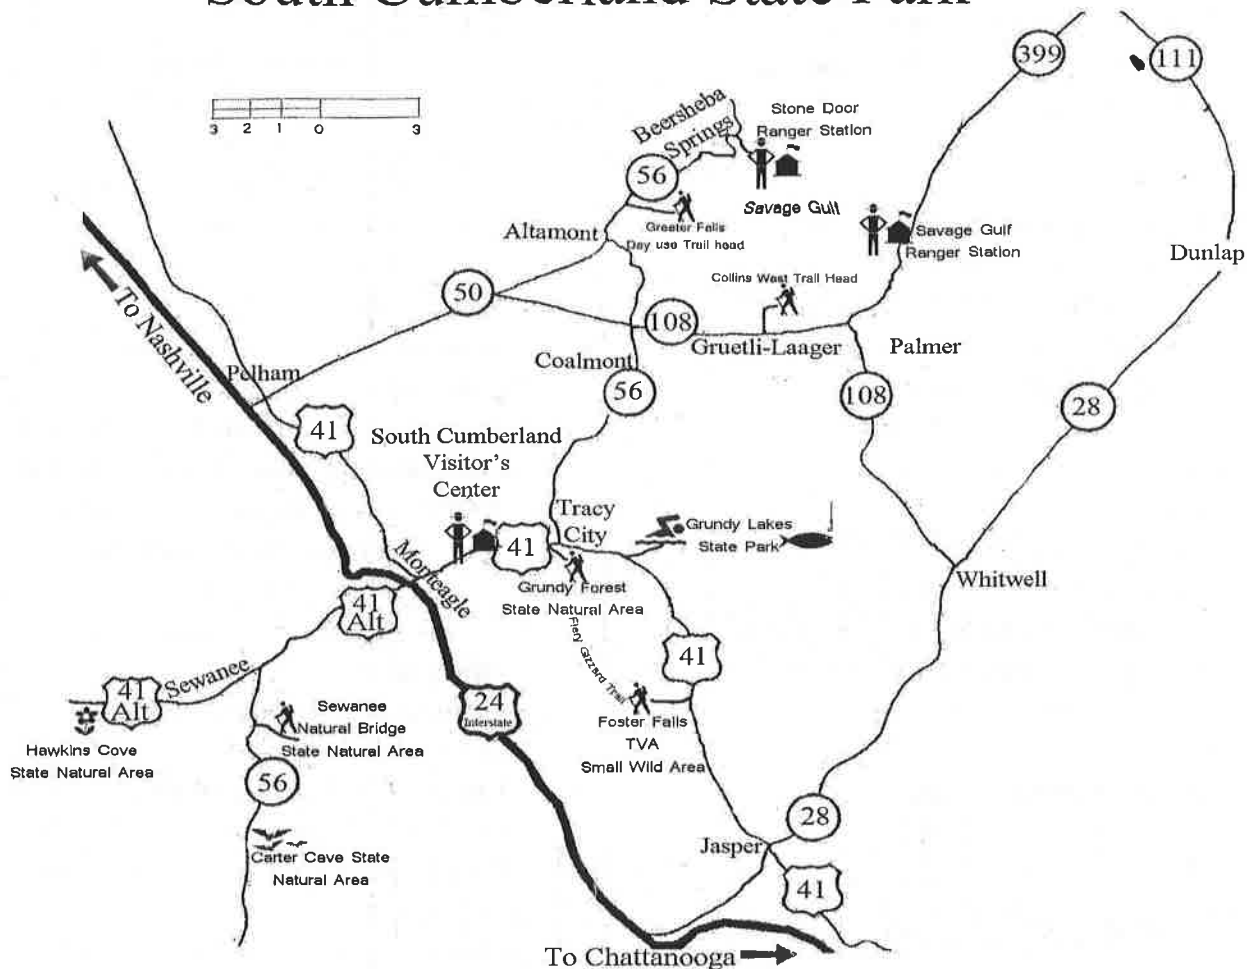 South Cumberland State Park
399
111
3 2 1 0 3
Beersheba
Springs
Stone Door
Ranger Station
56
Savage Gulf
Greater Falls
Day use Trail head
Altamont
Savage Gulf
Ranger Station
Dunlap
Collins West Trail Head
50
108
Gruetli-Laager
Palmer
To Nashville
Pelham
Coalmont
56
108
28
41
South Cumberland
Visitor's
Center
Tracy
City
41
Grundy Lakes
State Park
Monteagle
Grundy Forest
State Natural Area
Whitwell
41
Alt
Fiery Gizzard Trail
41
Sewanee
41
Alt
24
Interstate
Foster Falls
TVA
Small Wild Area
Sewanee
Natural Bridge
State Natural Area
Hawkins Cove
State Natural Area
56
28
Carter Cave State
Natural Area
Jasper
41
To Chattanooga